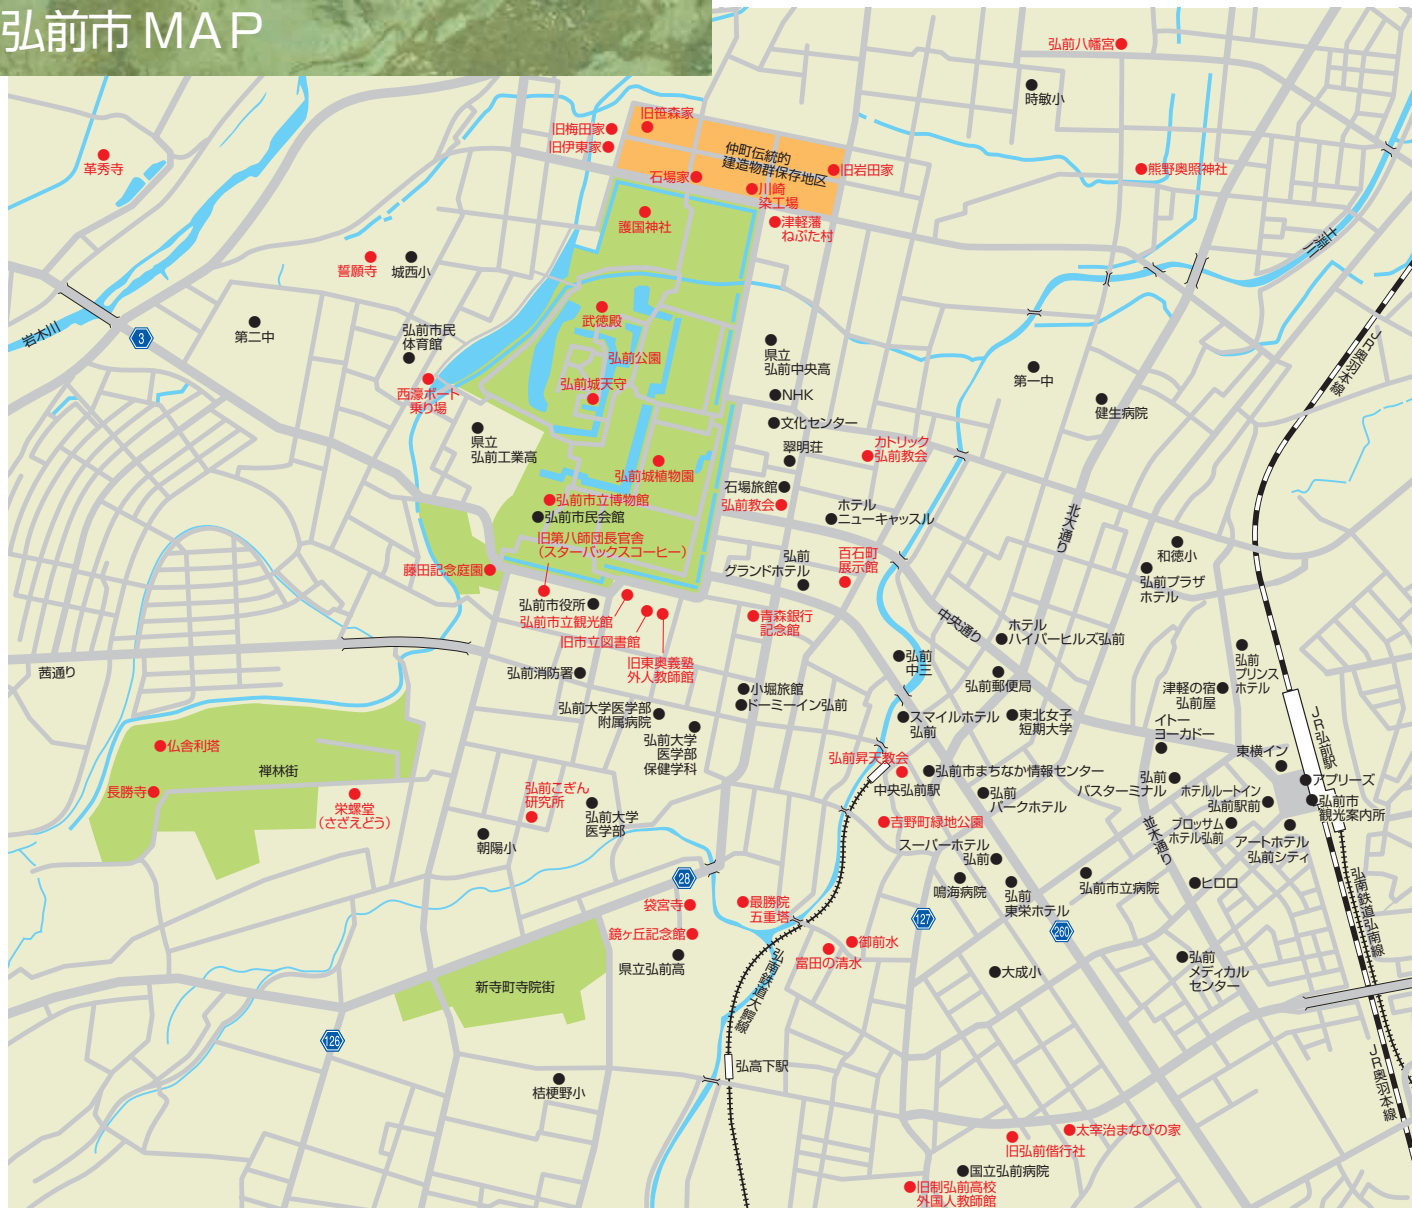 弘前市 MAP
弘前八幡宮
時敏小
旧笹森家
旧梅田家
旧伊東家
革秀寺
仲町伝統的
建造物群保存地区
旧岩田家
熊野奥照神社
石場家
川崎
染工場
護国神社
津軽藩
ねぷた村
土淵川
誓願寺
城西小
岩木川
3
第二中
武徳殿
弘前市民
体育館
弘前公園
県立
弘前中央高
JR奥羽本線
第一中
西濠ボート
乗り場
弘前城天守
NHK
健生病院
文化センター
県立
弘前工業高
翠明荘
カトリック
弘前教会
弘前城植物園
石場旅館
弘前教会
弘前市立博物館
弘前市民会館
ホテル
ニューキャッスル
北大通り
旧第八師団長官舎
（スターバックスコーヒー）
藤田記念庭園
弘前
グランドホテル
百石町
展示館
和徳小
弘前プラザ
ホテル
弘前市役所
弘前市立観光館
旧市立図書館
青森銀行
記念館
中央通り
ホテル
ハイパーヒルズ弘前
茜通り
弘前消防署
旧東奥義塾
外人教師館
弘前
中三
弘前郵便局
弘前
プリンス
ホテル
津軽の宿
弘前屋
小堀旅館
ドーミーイン弘前
弘前大学医学部
附属病院
スマイルホテル
弘前
東北女子
短期大学
イトー
ヨーカドー
JR弘前駅
弘前大学
医学部
保健学科
仏舎利塔
禅林街
弘前昇天教会
中央弘前駅
弘前市まちなか情報センター
東横イン
アプリーズ
長勝寺
栄螺堂
（さざえどう）
弘前こぎん
研究所
弘前大学
医学部
弘前
パークホテル
弘前
バスターミナル
ホテルルートイン
弘前駅前
弘前市
観光案内所
朝陽小
吉野町緑地公園
並木通り
ブロッサム
ホテル弘前
アートホテル
弘前シティ
スーパーホテル
弘前
28
鳴海病院
弘前
東栄ホテル
弘前市立病院
ヒロロ
弘南鉄道弘南線
袋宮寺
最勝院
五重塔
127
260
鏡ヶ丘記念館
県立弘前高
御前水
富田の清水
弘南鉄道大鰐線
大成小
弘前
メディカル
センター
新寺町寺院街
126
弘高下駅
桔梗野小
JR奥羽本線
太宰治まなびの家
旧弘前偕行社
国立弘前病院
旧制弘前高校
外国人教師館